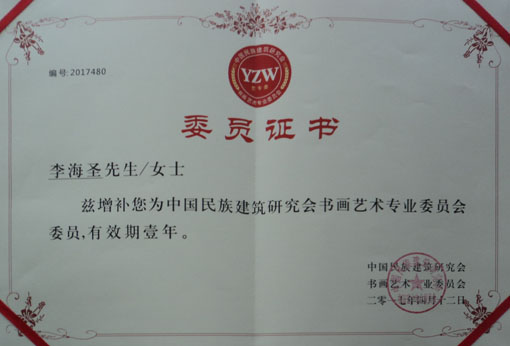 编号:2017480
YZW
委员证书
李海圣先生/女士
兹增补您为中国民族建筑研究会书画艺术专业委员会
委员,有效期壹年。
中国民族建筑研究会
书画艺术专业委员会
二〇一七年四月十二日